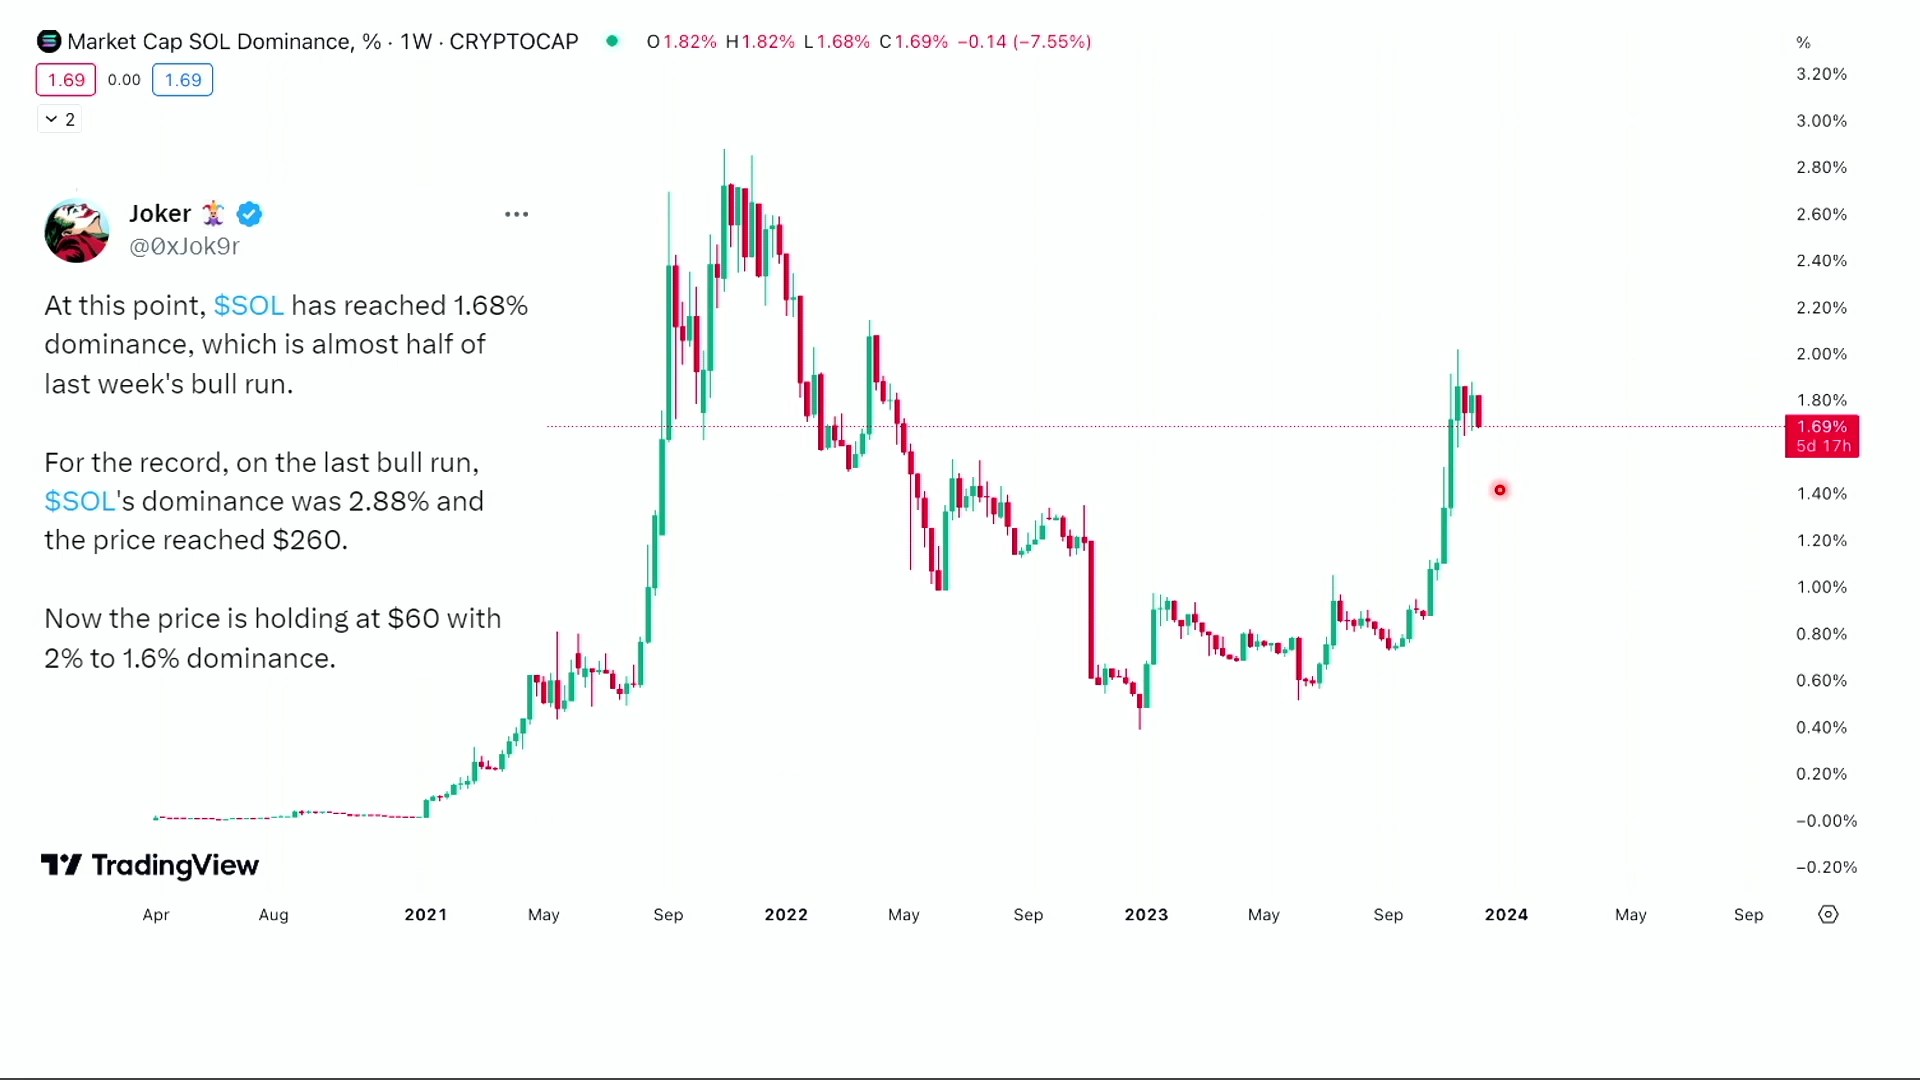 Market Cap SOL Dominance, % · 1W · CRYPTOCAP O1.82% H1.82% L1.68% C1.69% −0.14 (−7.55%)
1.69 0.00 1.69
2
Joker
@0xJok9r
At this point, $SOL has reached 1.68%
dominance, which is almost half of
last week's bull run.
For the record, on the last bull run,
$SOL's dominance was 2.88% and
the price reached $260.
Now the price is holding at $60 with
2% to 1.6% dominance.
%
3.20%
3.00%
2.80%
2.60%
2.40%
2.20%
2.00%
1.80%
1.69%
5d 17h
1.40%
1.20%
1.00%
0.80%
0.60%
0.40%
0.20%
−0.00%
−0.20%
TradingView
Apr Aug 2021 May Sep 2022 May Sep 2023 May Sep 2024 May Sep